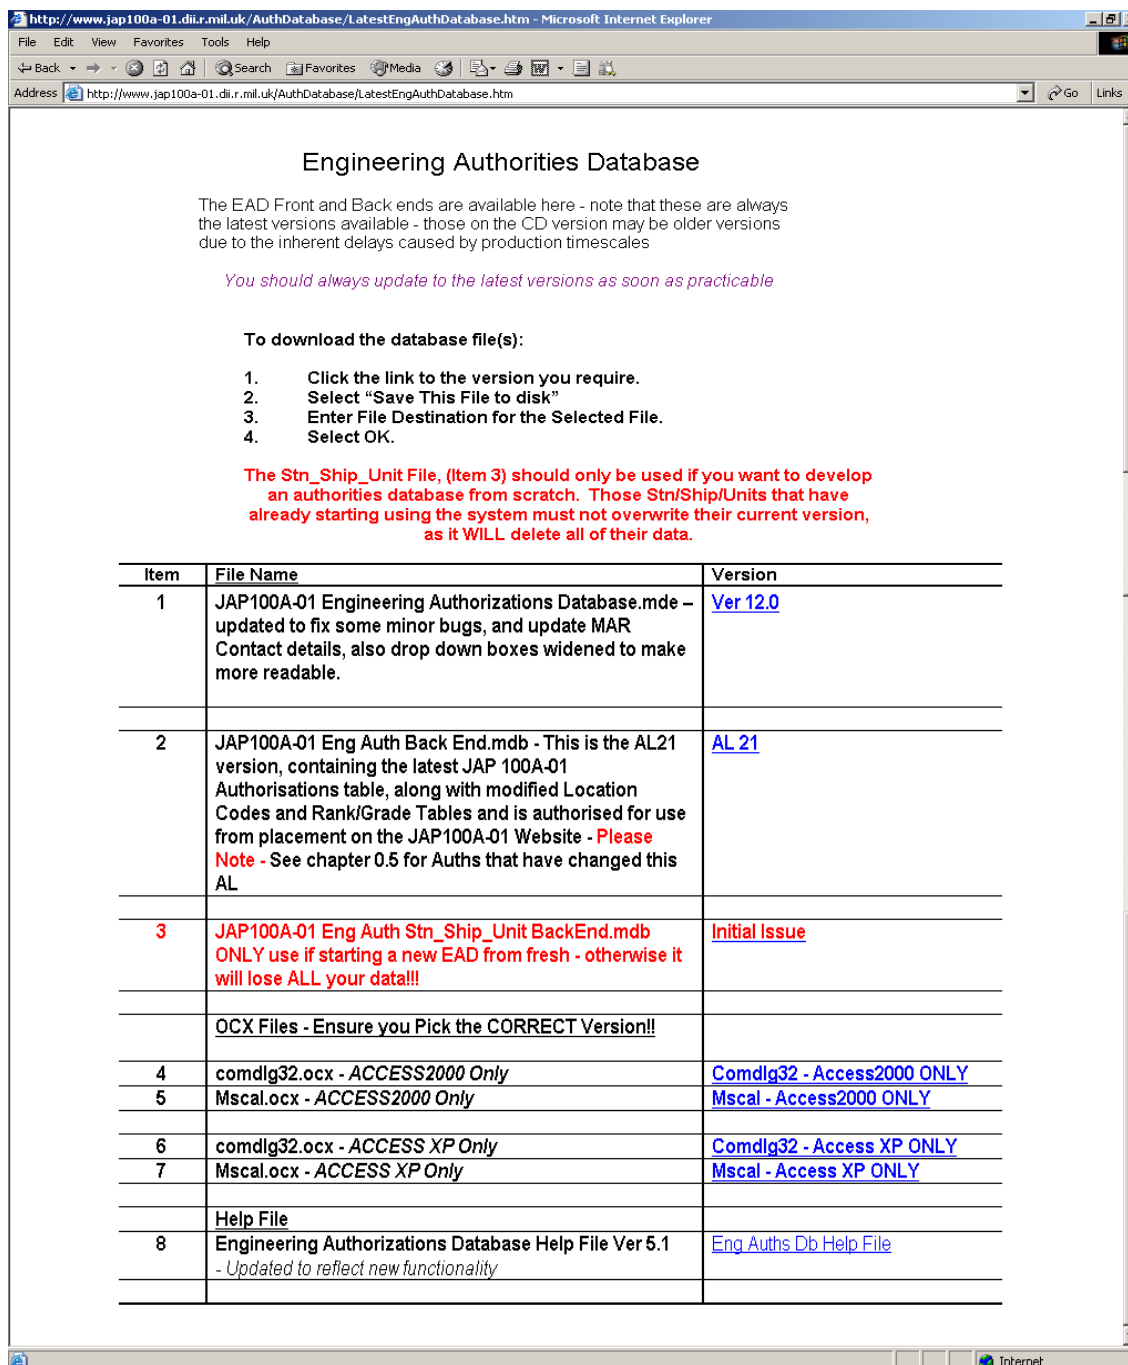 http://www.jap100a-01.dii.r.mil.uk/AuthDatabase/LatestEngAuthDatabase.htm - Microsoft Internet Explorer
File Edit View Favorites Tools Help
Back Search Favorites Media
Address http://www.jap100a-01.dii.r.mil.uk/AuthDatabase/LatestEngAuthDatabase.htm Go Links
Engineering Authorities Database
The EAD Front and Back ends are available here - note that these are always
the latest versions available - those on the CD version may be older versions
due to the inherent delays caused by production timescales
You should always update to the latest versions as soon as practicable
To download the database file(s):
1. Click the link to the version you require.
2. Select “Save This File to disk”
3. Enter File Destination for the Selected File.
4. Select OK.
The Stn_Ship_Unit File, (Item 3) should only be used if you want to develop
an authorities database from scratch. Those Stn/Ship/Units that have
already starting using the system must not overwrite their current version,
as it WILL delete all of their data.
Item File Name Version
1 JAP100A-01 Engineering Authorizations Database.mde – Ver 12.0
updated to fix some minor bugs, and update MAR
Contact details, also drop down boxes widened to make
more readable.
2 JAP100A-01 Eng Auth Back End.mdb - This is the AL21 AL 21
version, containing the latest JAP 100A-01
Authorisations table, along with modified Location
Codes and Rank/Grade Tables and is authorised for use
from placement on the JAP100A-01 Website - Please
Note - See chapter 0.5 for Auths that have changed this
AL
3 JAP100A-01 Eng Auth Stn_Ship_Unit BackEnd.mdb Initial Issue
ONLY use if starting a new EAD from fresh - otherwise it
will lose ALL your data!!!
OCX Files - Ensure you Pick the CORRECT Version!!
4 comdlg32.ocx - ACCESS2000 Only Comdlg32 - Access2000 ONLY
5 Mscal.ocx - ACCESS2000 Only Mscal - Access2000 ONLY
6 comdlg32.ocx - ACCESS XP Only Comdlg32 - Access XP ONLY
7 Mscal.ocx - ACCESS XP Only Mscal - Access XP ONLY
Help File
8 Engineering Authorizations Database Help File Ver 5.1 Eng Auths Db Help File
- Updated to reflect new functionality
Internet